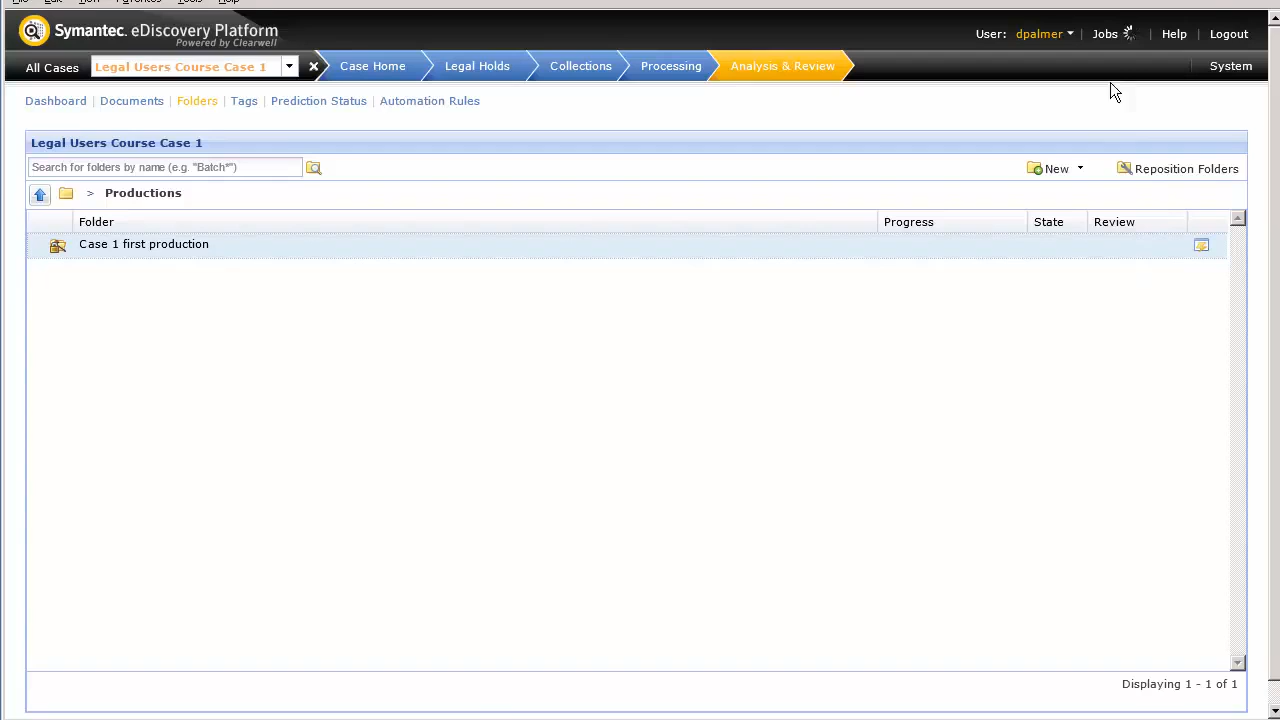 Symantec. eDiscovery Platform
Powered by Clearwell
User: dpalmer | Jobs | Help | Logout
All Cases Legal Users Course Case 1 Case Home Legal Holds Collections Processing Analysis & Review System
Dashboard | Documents | Folders | Tags | Prediction Status | Automation Rules
Legal Users Course Case 1
Search for folders by name (e.g. "Batch*") New Reposition Folders
> Productions
Folder Progress State Review
Case 1 first production
Displaying 1 - 1 of 1